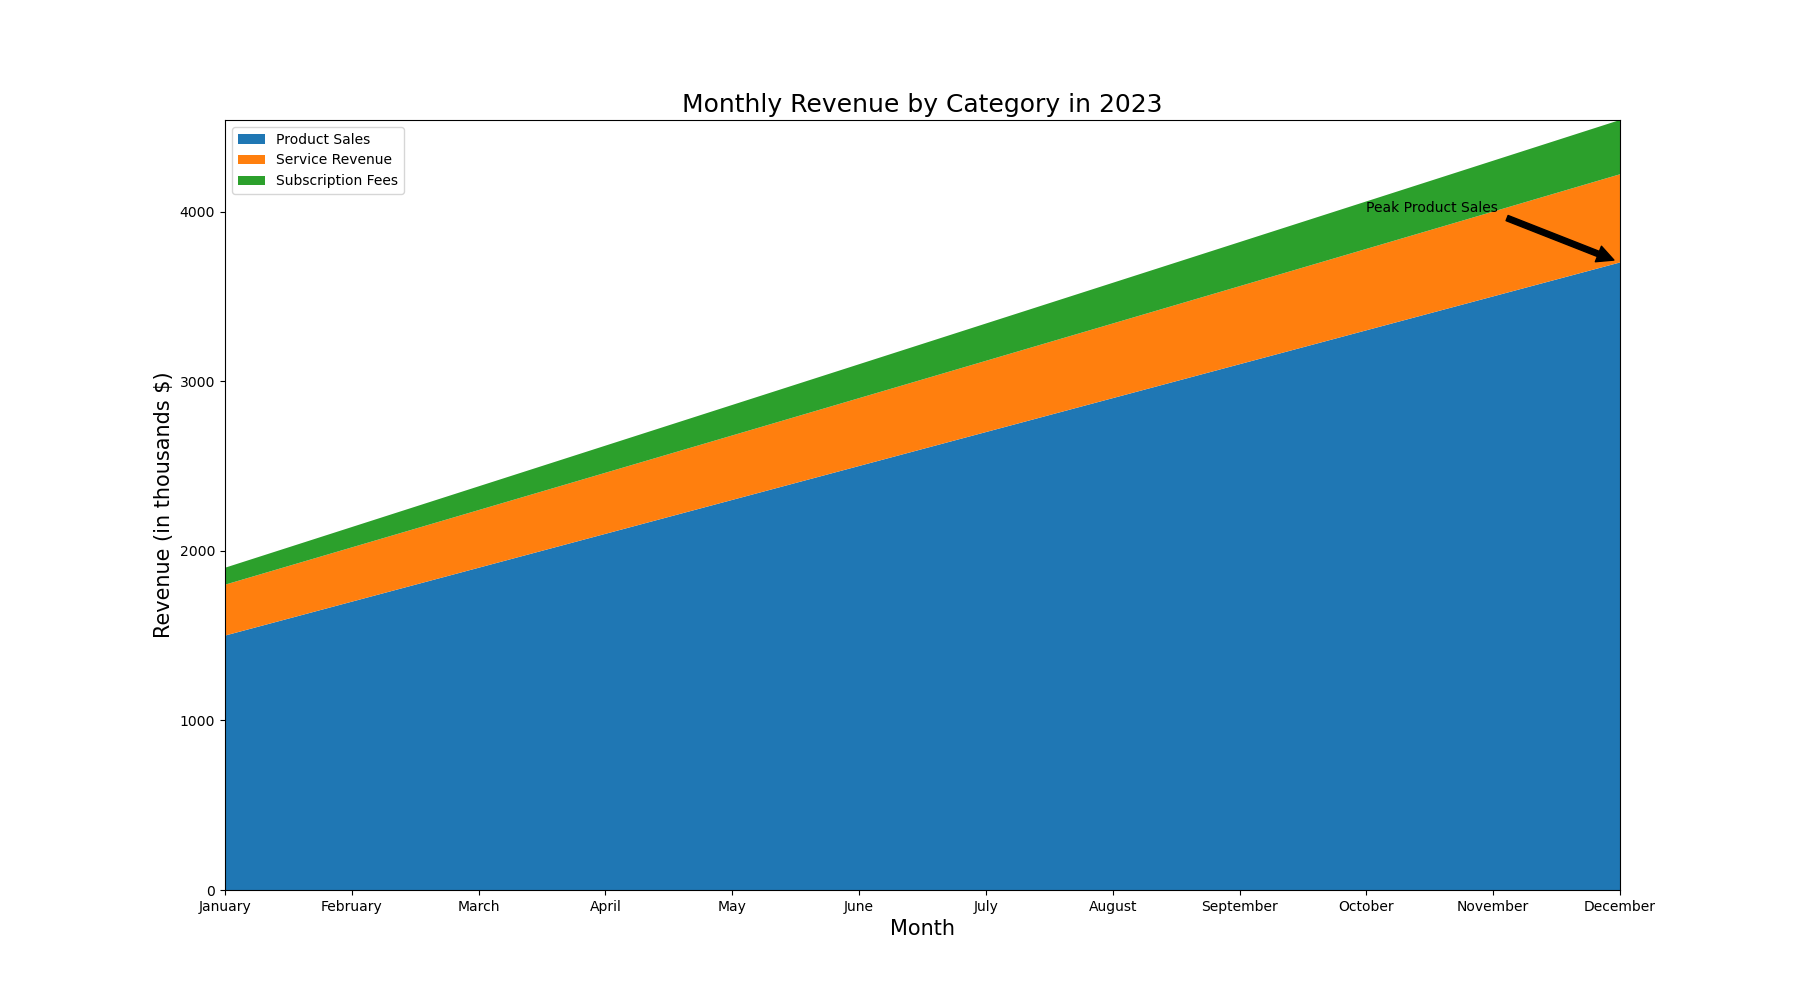 Monthly Revenue by Category in 2023
Product Sales
Service Revenue
Subscription Fees
Peak Product Sales
4000
3000
2000
1000
0
Revenue (in thousands $)
January February March April May June July August September October November December
Month